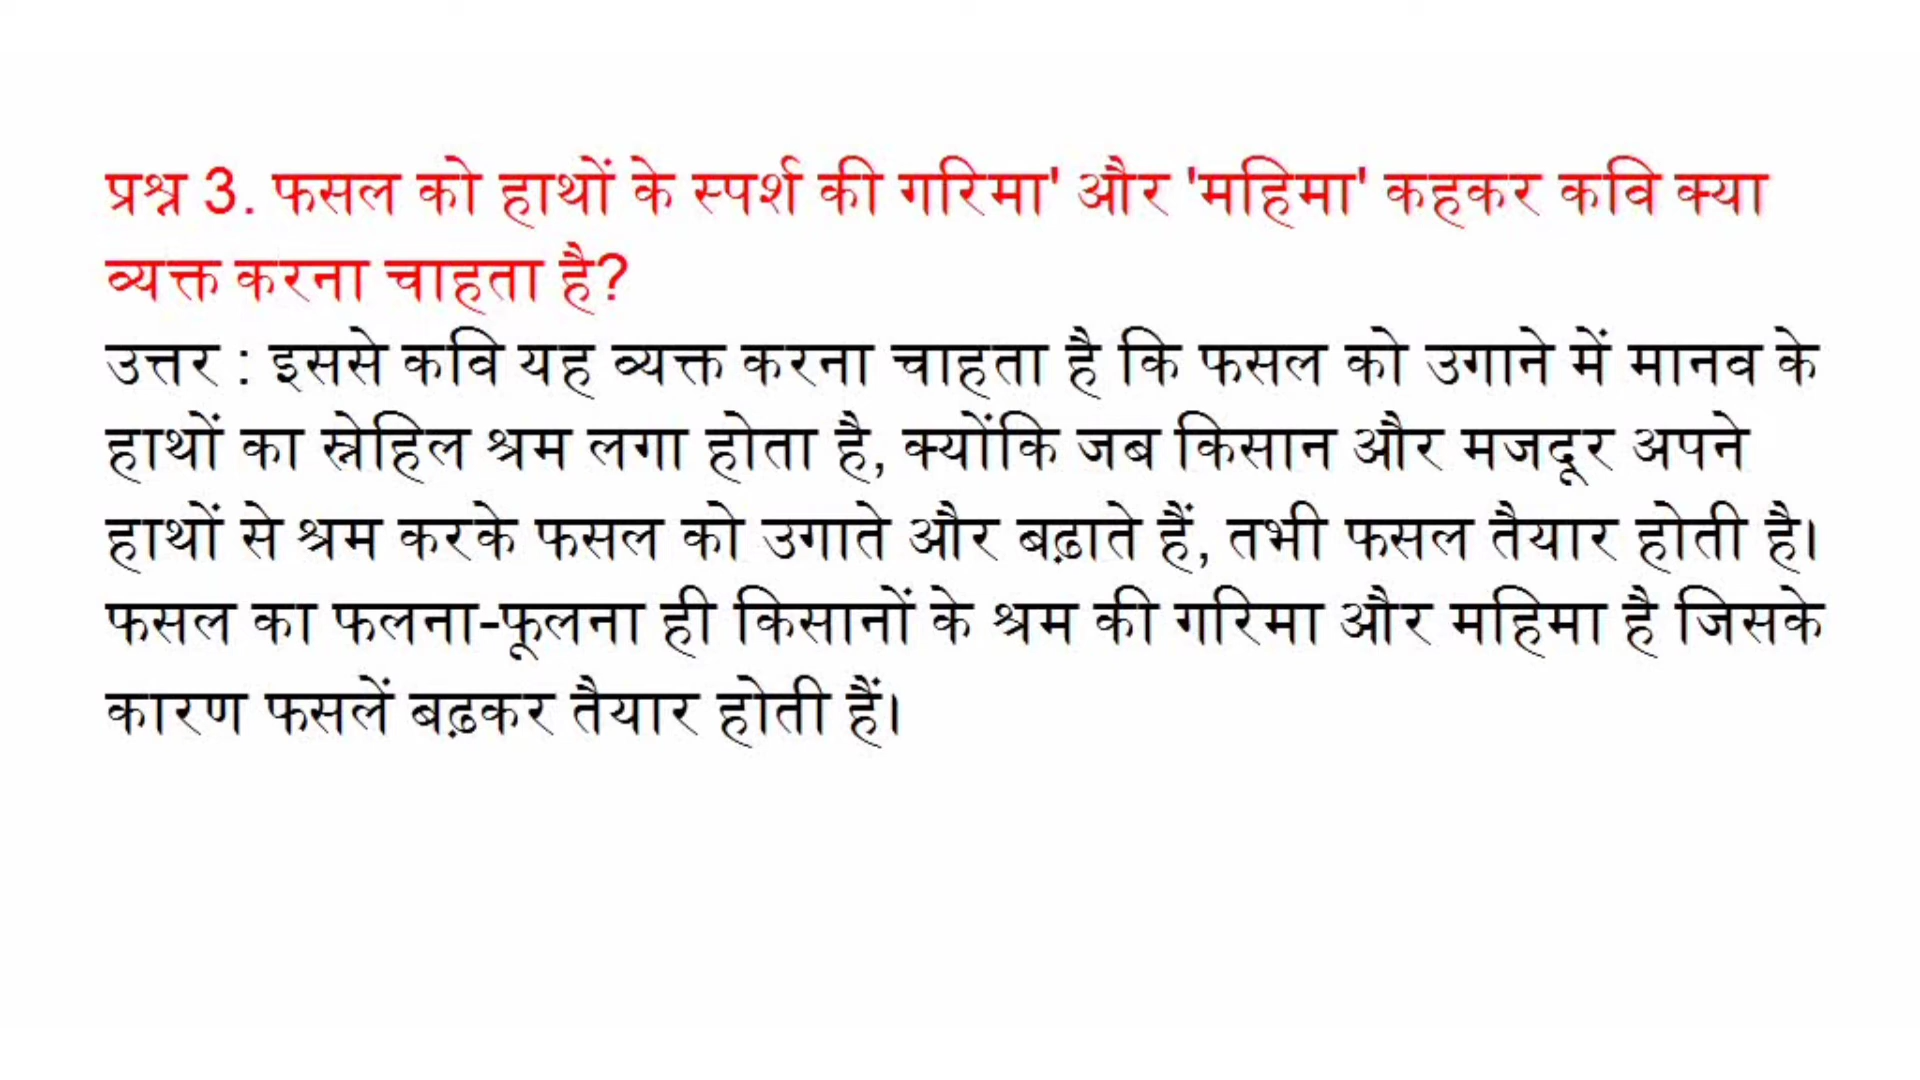 प्रश्न 3. फसल को हाथों के स्पर्श की गरिमा' और 'महिमा' कहकर कवि क्या
व्यक्त करना चाहता है?
उत्तर : इससे कवि यह व्यक्त करना चाहता है कि फसल को उगाने में मानव के
हाथों का स्नेहिल श्रम लगा होता है, क्योंकि जब किसान और मजदूर अपने
हाथों से श्रम करके फसल को उगाते और बढ़ाते हैं, तभी फसल तैयार होती है।
फसल का फलना-फूलना ही किसानों के श्रम की गरिमा और महिमा है जिसके
कारण फसलें बढ़कर तैयार होती हैं।